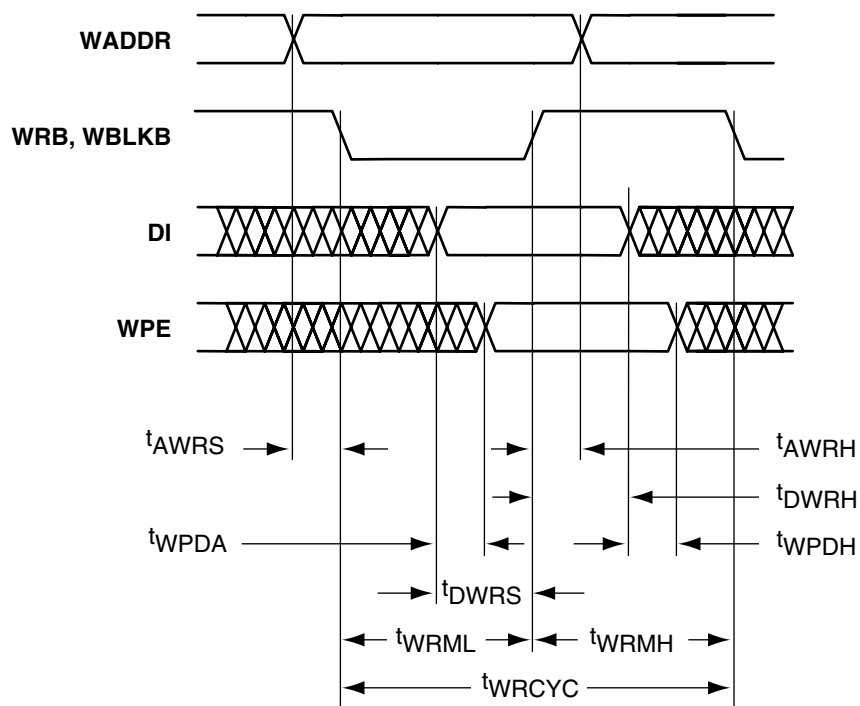 WADDR
WRB, WBLKB
DI
WPE
tAWRS
tAWRH
tDWRH
tWPDA
tWPDH
tDWRS
tWRML
tWRMH
tWRCYC